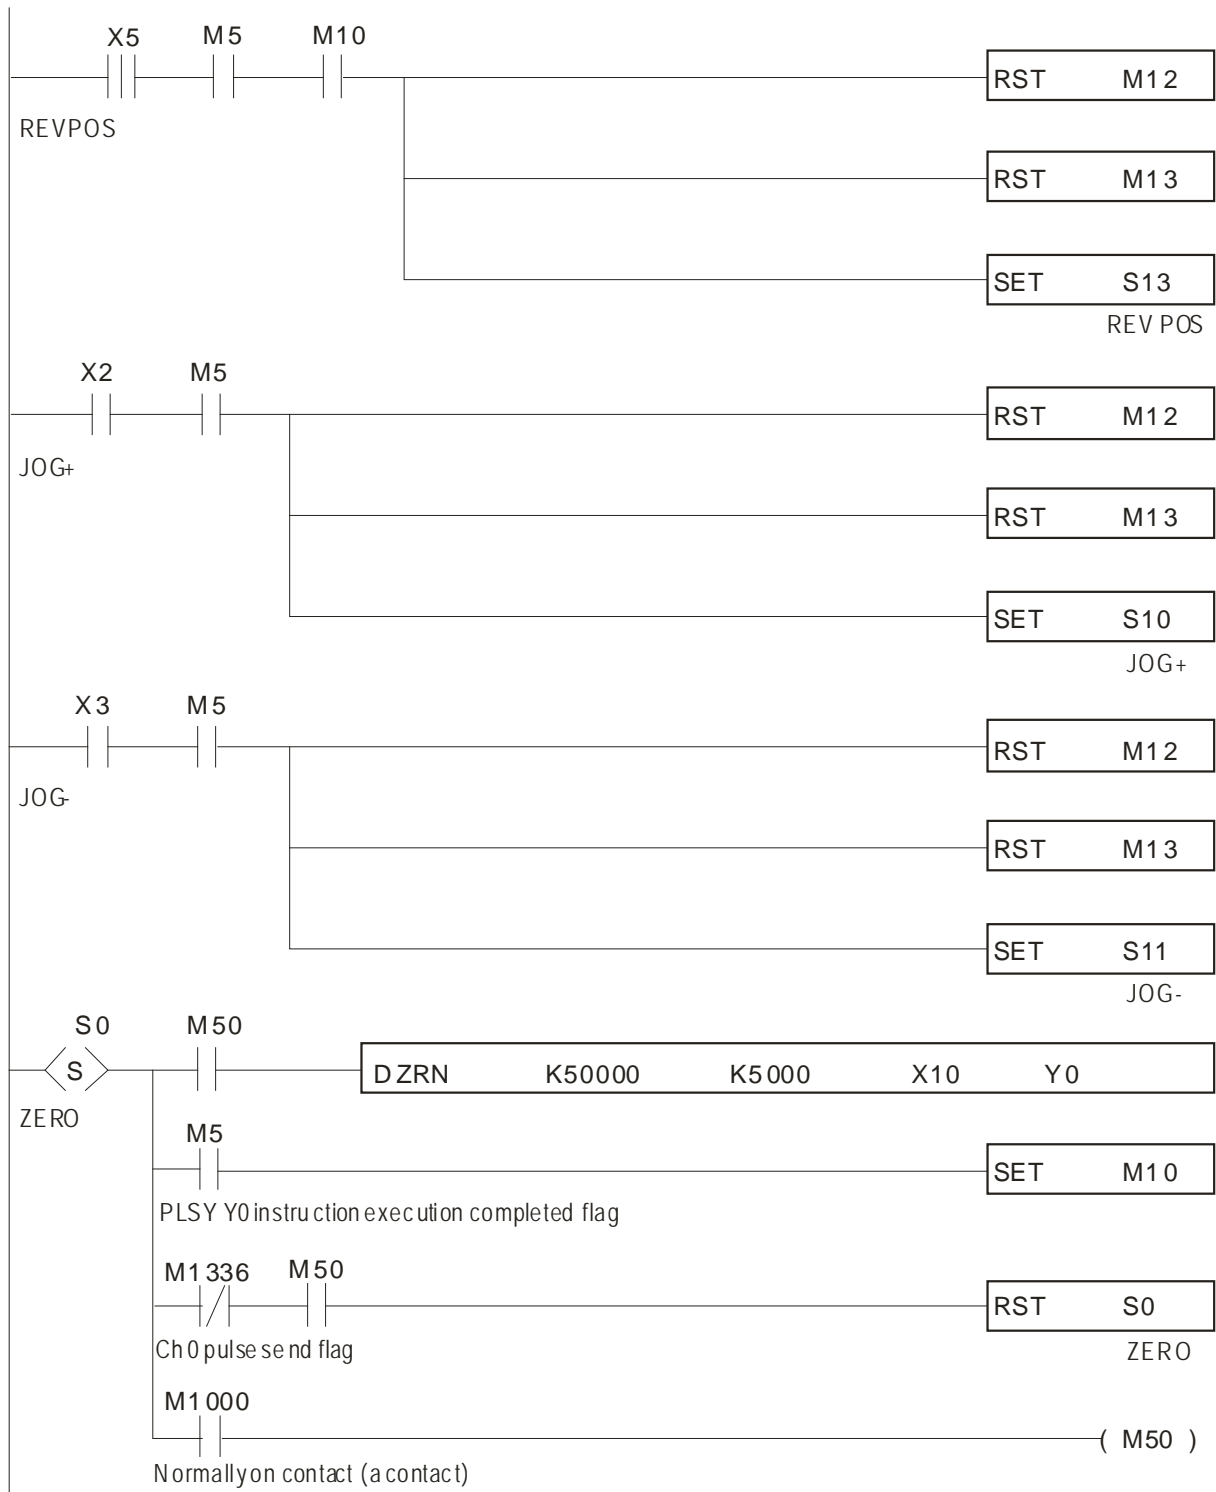 X5 M5 M10
RST M12
REVPOS
RST M13
SET S13
REV POS
X2 M5
RST M12
JOG+
RST M13
SET S10
JOG+
X3 M5
RST M12
JOG-
RST M13
SET S11
JOG-
S0 M50
S
DZRN K50000 K5000 X10 Y0
ZERO
M5
SET M10
PLSY Y0 instruction execution completed flag
M1336 M50
RST S0
Ch0 pulse send flag
ZERO
M1000
( M50 )
Normally on contact (a contact)